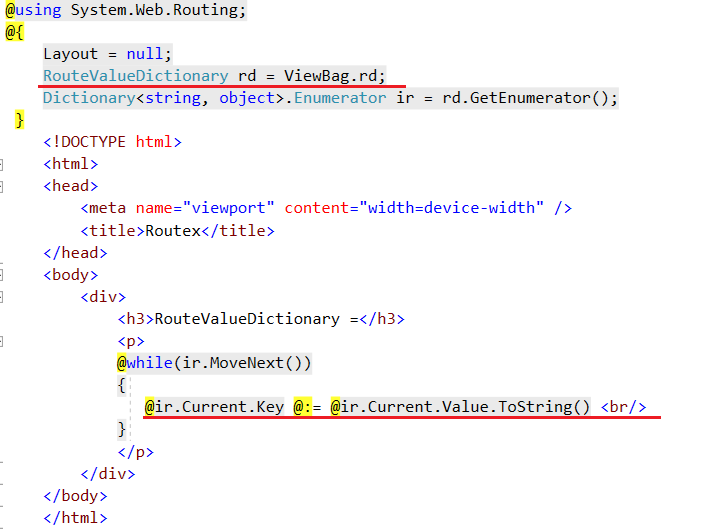 @using System.Web.Routing;
@{
    Layout = null;
    RouteValueDictionary rd = ViewBag.rd;
    Dictionary<string, object>.Enumerator ir = rd.GetEnumerator();
}
    <!DOCTYPE html>
    <html>
    <head>
        <meta name="viewport" content="width=device-width" />
        <title>Routex</title>
    </head>
    <body>
        <div>
            <h3>RouteValueDictionary =</h3>
            <p>
            @while(ir.MoveNext())
            {
               @ir.Current.Key @:= @ir.Current.Value.ToString() <br/>
            }
            </p>
        </div>
    </body>
    </html>